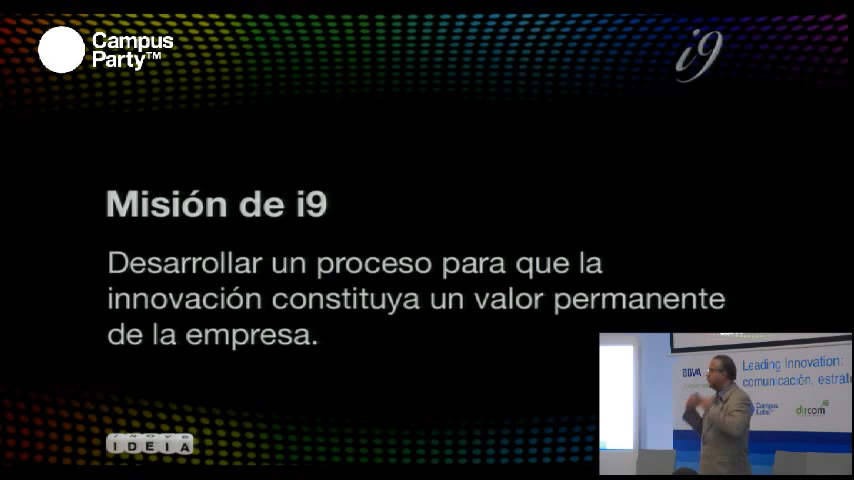 Campus
Party™
i9
Misión de i9
Desarrollar un proceso para que la
innovación constituya un valor permanente
de la empresa.
IDEIA
BBVA
Leading Innovation:
comunicación, estrat
Campus
Labs
dircom